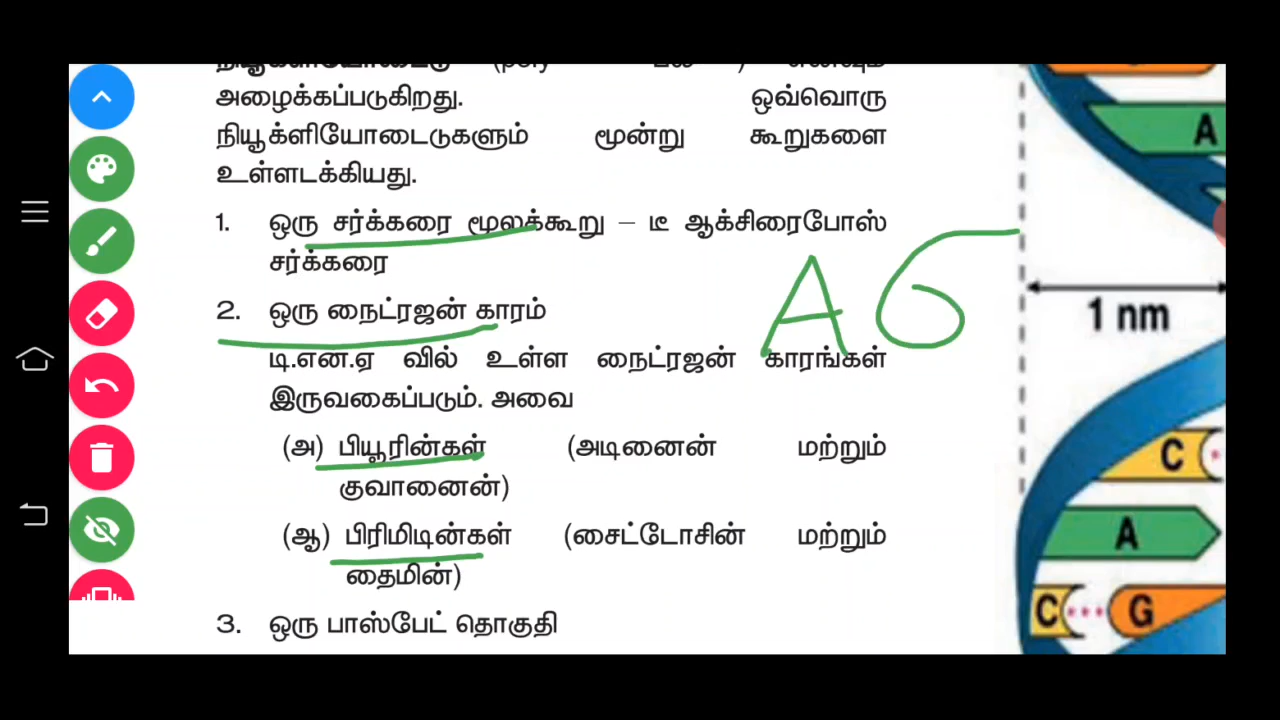 அழைக்கப்படுகிறது. ஒவ்வொரு
நியூக்ளியோடைடுகளும் மூன்று கூறுகளை
உள்ளடக்கியது.
1. ஒரு சர்க்கரை மூலக்கூறு – டீ ஆக்சிரைபோஸ்
சர்க்கரை
2. ஒரு நைட்ரஜன் காரம்
டி.என்.ஏ வில் உள்ள நைட்ரஜன் காரங்கள்
இருவகைப்படும். அவை
(அ) பியூரின்கள் (அடினைன் மற்றும்
குவானைன்)
(ஆ) பிரிமிடின்கள் (சைட்டோசின் மற்றும்
தைமின்)
3. ஒரு பாஸ்பேட் தொகுதி
A G
A
1 nm
C
A
C G